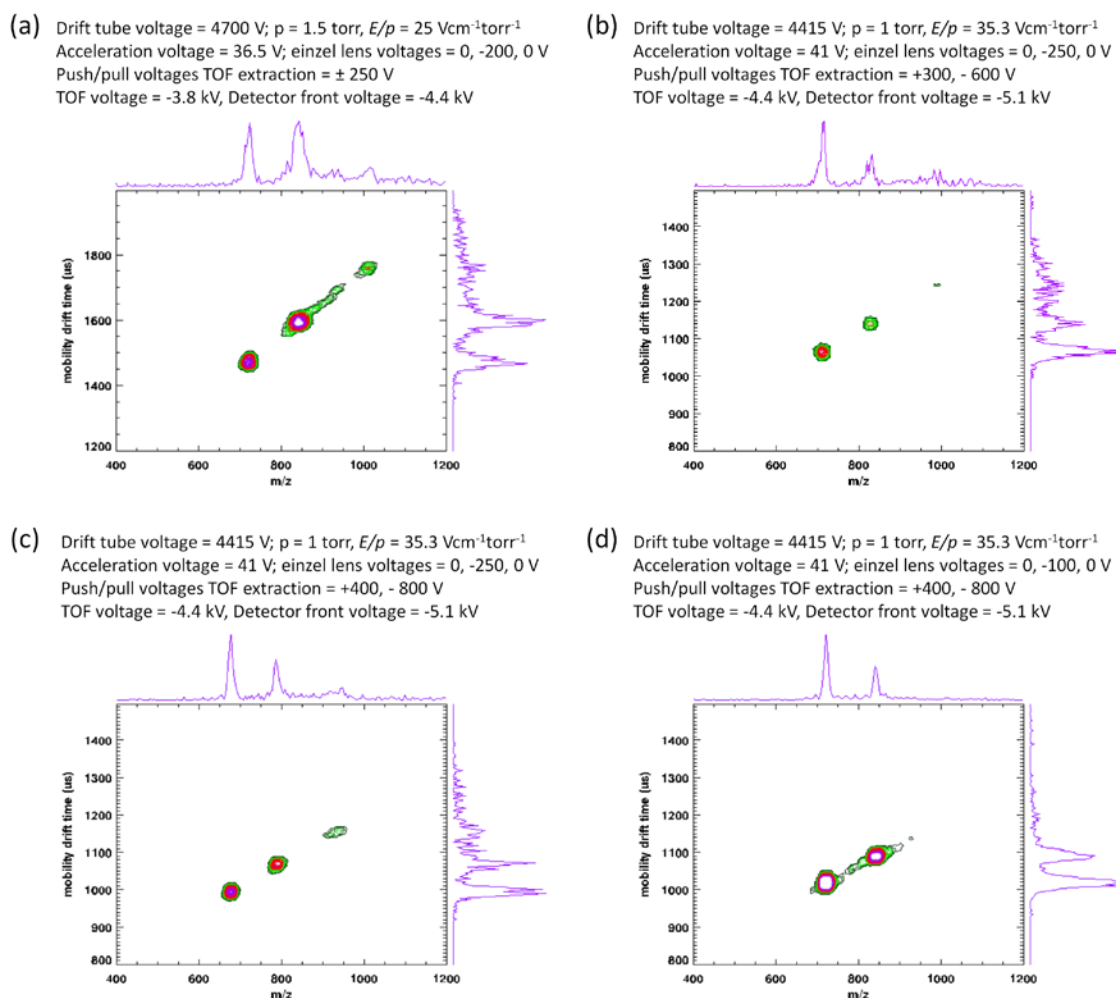 (a) Drift tube voltage = 4700 V; p = 1.5 torr, E/p = 25 Vcm⁻¹torr⁻¹
Acceleration voltage = 36.5 V; einzel lens voltages = 0, -200, 0 V
Push/pull voltages TOF extraction = ± 250 V
TOF voltage = -3.8 kV, Detector front voltage = -4.4 kV
mobility drift time (us)
1800
1600
1400
1200
400 600 800 1000 1200
m/z
(b) Drift tube voltage = 4415 V; p = 1 torr, E/p = 35.3 Vcm⁻¹torr⁻¹
Acceleration voltage = 41 V; einzel lens voltages = 0, -250, 0 V
Push/pull voltages TOF extraction = +300, - 600 V
TOF voltage = -4.4 kV, Detector front voltage = -5.1 kV
mobility drift time (us)
1400
1300
1200
1100
1000
900
800
400 600 800 1000 1200
m/z
(c) Drift tube voltage = 4415 V; p = 1 torr, E/p = 35.3 Vcm⁻¹torr⁻¹
Acceleration voltage = 41 V; einzel lens voltages = 0, -250, 0 V
Push/pull voltages TOF extraction = +400, - 800 V
TOF voltage = -4.4 kV, Detector front voltage = -5.1 kV
mobility drift time (us)
1400
1300
1200
1100
1000
900
800
400 600 800 1000 1200
m/z
(d) Drift tube voltage = 4415 V; p = 1 torr, E/p = 35.3 Vcm⁻¹torr⁻¹
Acceleration voltage = 41 V; einzel lens voltages = 0, -100, 0 V
Push/pull voltages TOF extraction = +400, - 800 V
TOF voltage = -4.4 kV, Detector front voltage = -5.1 kV
mobility drift time (us)
1400
1300
1200
1100
1000
900
800
400 600 800 1000 1200
m/z